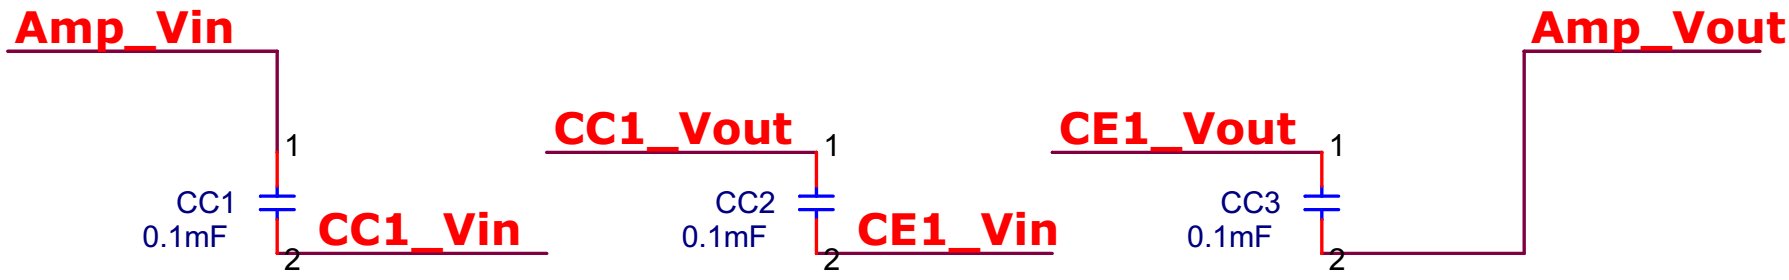 Amp_Vin
Amp_Vout
CC1_Vout
CE1_Vout
1
1
1
CC1
0.1mF
CC2
0.1mF
CC3
0.1mF
CC1_Vin
CE1_Vin
2
2
2